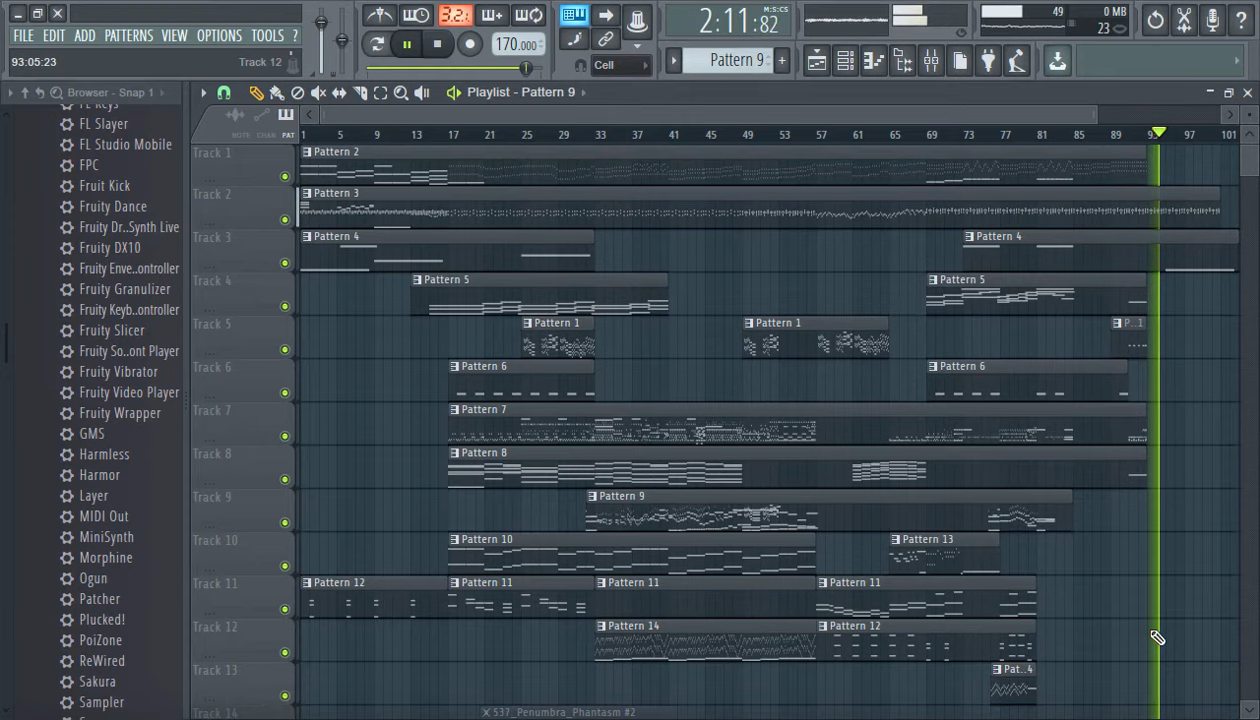 3.2.
M:S:CS
2:11:82
49
0 MB
23
FILE EDIT ADD PATTERNS VIEW OPTIONS TOOLS ?
170.000
93:05:23
Track 12
Cell
Pattern 9
Browser - Snap 1
Playlist - Pattern 9
NOTE CHAN PAT
1 5 9 13 17 21 25 29 33 37 41 45 49 53 57 61 65 69 73 77 81 85 89 97 101
FL Keys
FL Slayer
FL Studio Mobile
FPC
Fruit Kick
Fruity Dance
Fruity Dr..Synth Live
Fruity DX10
Fruity Enve..ontroller
Fruity Granulizer
Fruity Keyb..ontroller
Fruity Slicer
Fruity So..ont Player
Fruity Vibrator
Fruity Video Player
Fruity Wrapper
GMS
Harmless
Harmor
Layer
MIDI Out
MiniSynth
Morphine
Ogun
Patcher
Plucked!
PoiZone
ReWired
Sakura
Sampler
Track 1
Pattern 2
Track 2
Pattern 3
Track 3
Pattern 4
Pattern 4
Track 4
Pattern 5
Pattern 5
Track 5
Pattern 1
Pattern 1
P..1
Track 6
Pattern 6
Pattern 6
Track 7
Pattern 7
Track 8
Pattern 8
Track 9
Pattern 9
Track 10
Pattern 10
Pattern 13
Track 11
Pattern 12
Pattern 11
Pattern 11
Pattern 11
Track 12
Pattern 14
Pattern 12
Track 13
Pat..4
Track 14
537_Penumbra_Phantasm #2